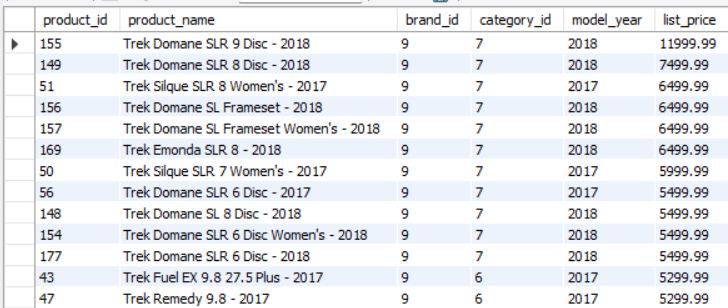 product_id product_name brand_id category_id model_year list_price
155 Trek Domane SLR 9 Disc - 2018 9 7 2018 11999.99
149 Trek Domane SLR 8 Disc - 2018 9 7 2018 7499.99
51 Trek Silque SLR 8 Women's - 2017 9 7 2017 6499.99
156 Trek Domane SL Frameset - 2018 9 7 2018 6499.99
157 Trek Domane SL Frameset Women's - 2018 9 7 2018 6499.99
169 Trek Emonda SLR 8 - 2018 9 7 2018 6499.99
50 Trek Silque SLR 7 Women's - 2017 9 7 2017 5999.99
56 Trek Domane SLR 6 Disc - 2017 9 7 2017 5499.99
148 Trek Domane SL 8 Disc - 2018 9 7 2018 5499.99
154 Trek Domane SLR 6 Disc Women's - 2018 9 7 2018 5499.99
177 Trek Domane SLR 6 Disc - 2018 9 7 2018 5499.99
43 Trek Fuel EX 9.8 27.5 Plus - 2017 9 6 2017 5299.99
47 Trek Remedy 9.8 - 2017 9 6 2017 5299.99